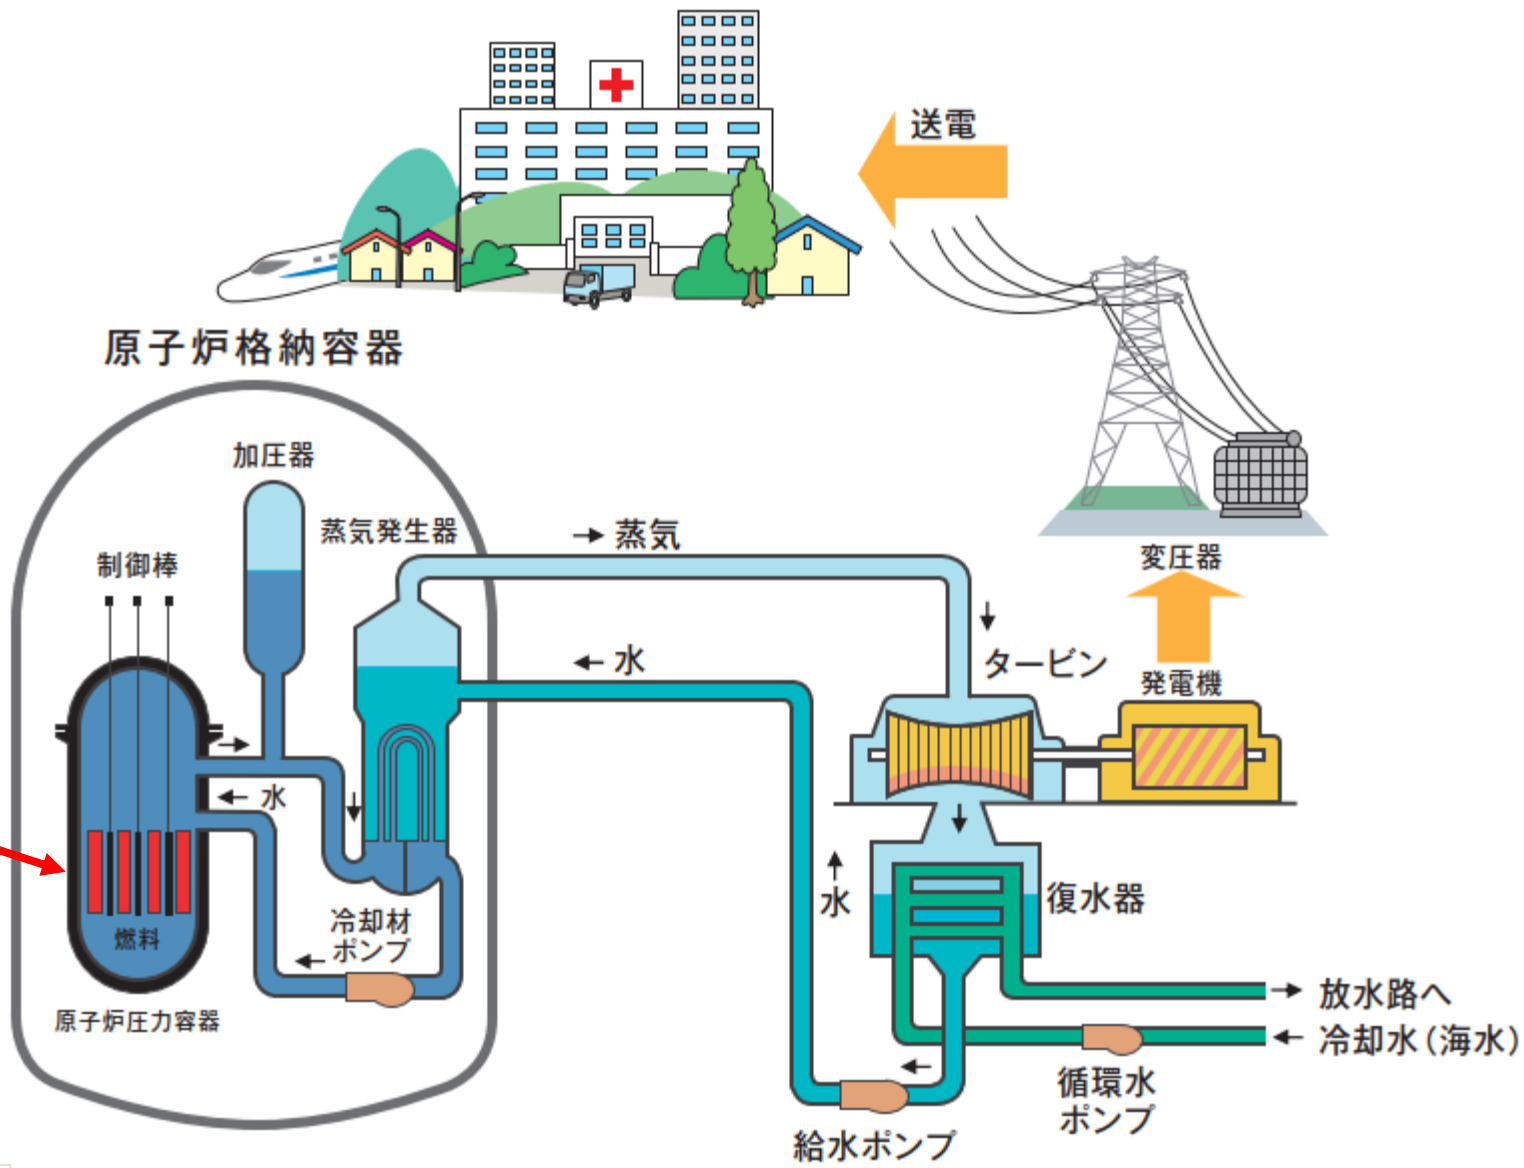 送電
原子炉格納容器
加圧器
蒸気発生器
蒸気
制御棒
変圧器
水
タービン
発電機
水
水
復水器
冷却材
ポンプ
燃料
原子炉圧力容器
放水路へ
冷却水(海水)
循環水
ポンプ
給水ポンプ